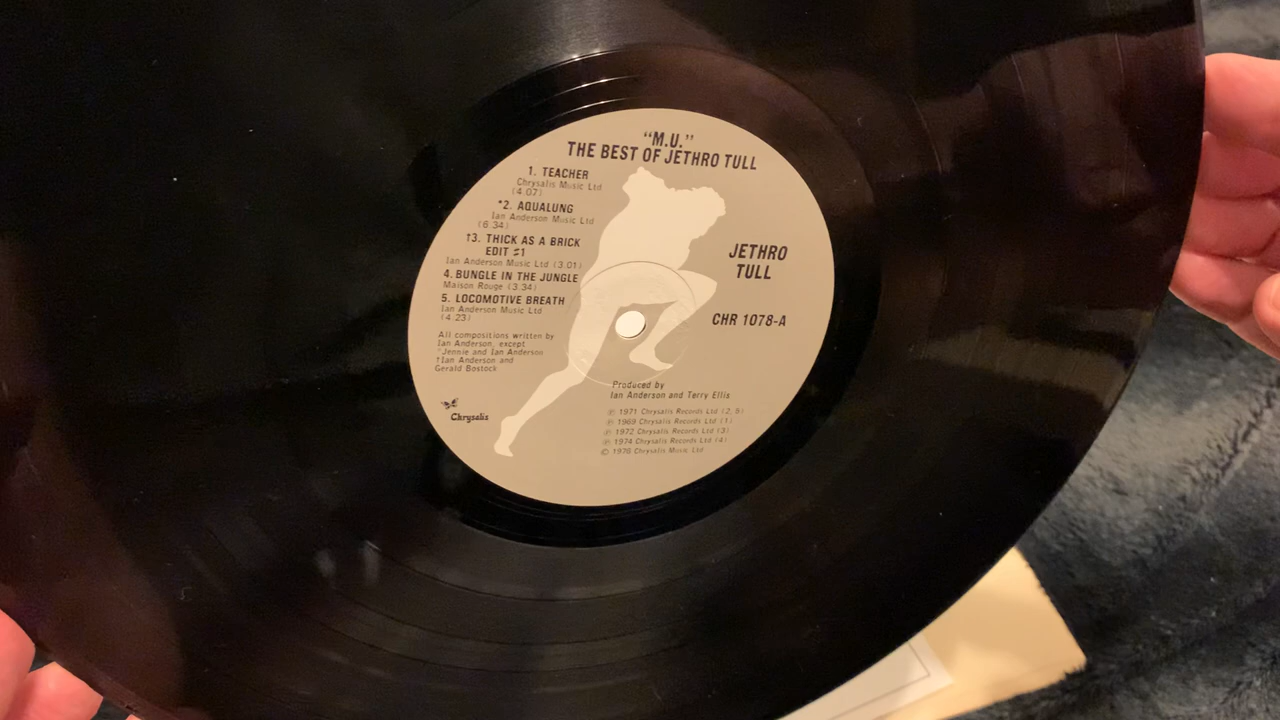 "M.U."
THE BEST OF JETHRO TULL
1. TEACHER
Chrysalis Music Ltd
(4.07)
*2. AQUALUNG
Ian Anderson Music Ltd
(6.34)
†3. THICK AS A BRICK
EDIT #1
Ian Anderson Music Ltd (3.01)
4. BUNGLE IN THE JUNGLE
Maison Rouge (3.34)
5. LOCOMOTIVE BREATH
Ian Anderson Music Ltd
(4.23)
All compositions written by
Ian Anderson, except
*Jennie and Ian Anderson
†Ian Anderson and
Gerald Bostock
Chrysalis
JETHRO
TULL
CHR 1078-A
Produced by
Ian Anderson and Terry Ellis
℗ 1971 Chrysalis Records Ltd (2, 5)
℗ 1969 Chrysalis Records Ltd (1)
℗ 1972 Chrysalis Records Ltd (3)
℗ 1974 Chrysalis Records Ltd (4)
© 1976 Chrysalis Music Ltd